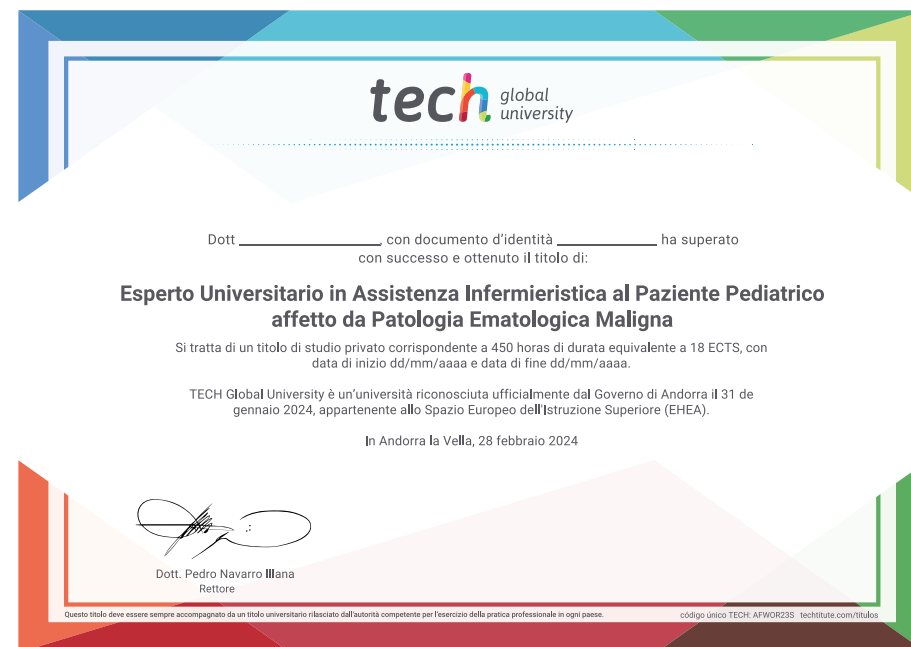 tech global university
Dott ______________, con documento d'identità __________ ha superato
con successo e ottenuto il titolo di:
Esperto Universitario in Assistenza Infermieristica al Paziente Pediatrico
affetto da Patologia Ematologica Maligna
Si tratta di un titolo di studio privato corrispondente a 450 horas di durata equivalente a 18 ECTS, con
data di inizio dd/mm/aaaa e data di fine dd/mm/aaaa.
TECH Global University è un'università riconosciuta ufficialmente dal Governo di Andorra il 31 de
gennaio 2024, appartenente allo Spazio Europeo dell'Istruzione Superiore (EHEA).
In Andorra la Vella, 28 febbraio 2024
Dott. Pedro Navarro Illana
Rettore
Questo titolo deve essere sempre accompagnato da un titolo universitario rilasciato dall'autorità competente per l'esercizio della pratica professionale in ogni paese.
código único TECH: AFWOR23S techtitute.com/titulos